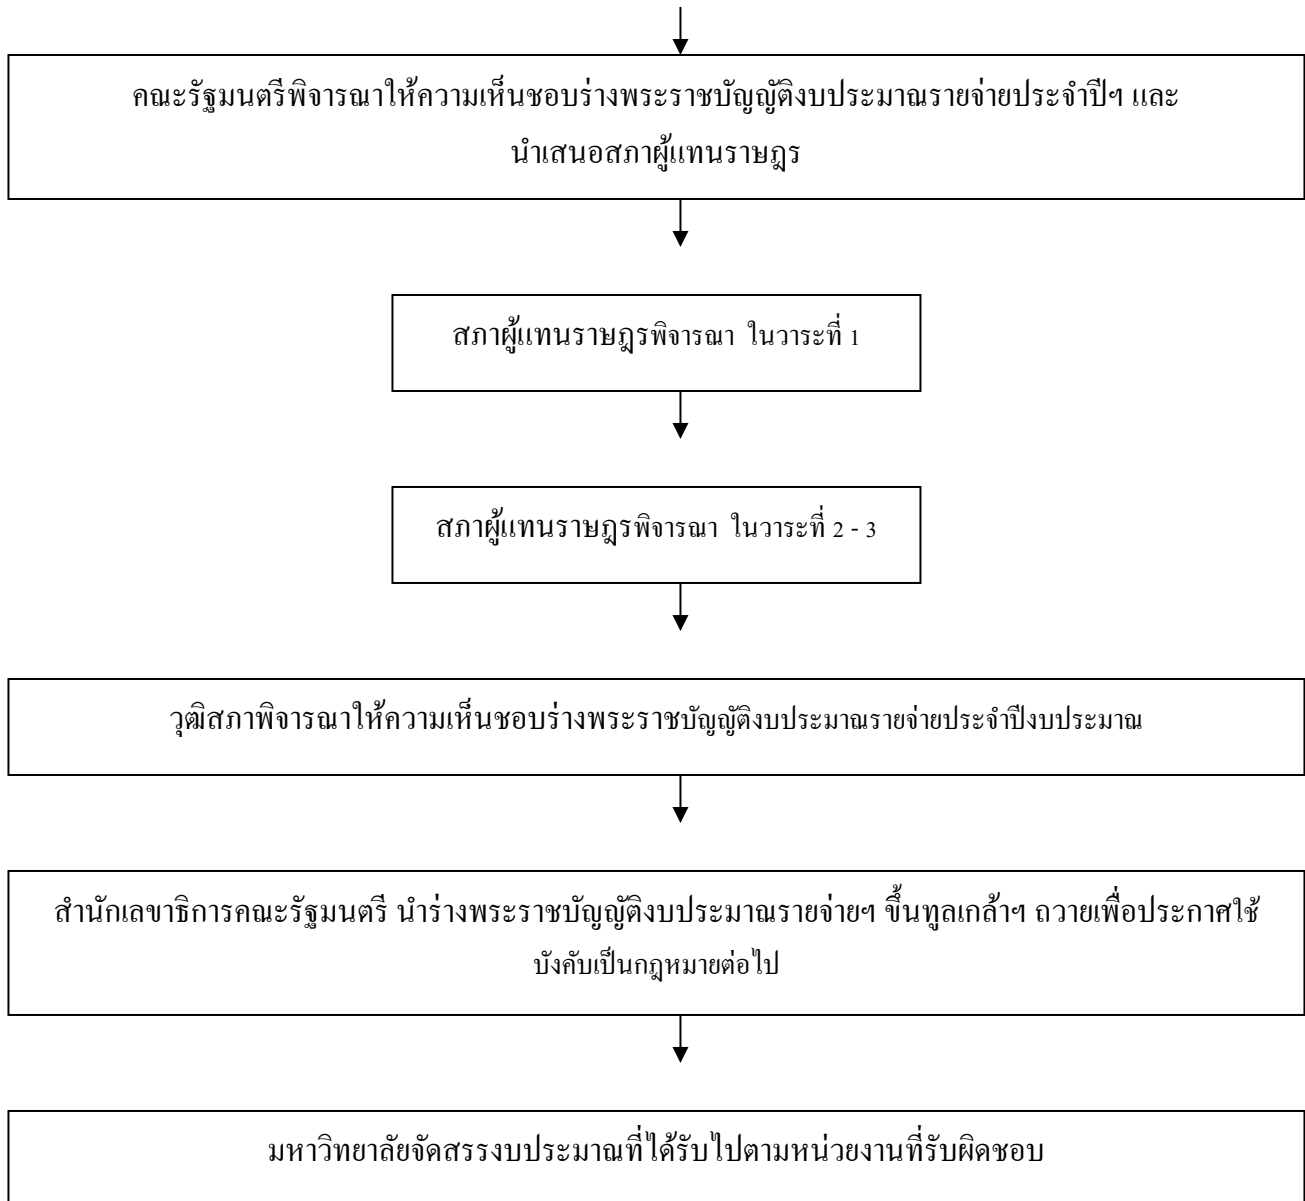 คณะรัฐมนตรีพิจารณาให้ความเห็นชอบร่างพระราชบัญญัติงบประมาณรายจ่ายประจำปีฯ และ
นำเสนอสภาผู้แทนราษฎร
สภาผู้แทนราษฎรพิจารณา ในวาระที่ 1
สภาผู้แทนราษฎรพิจารณา ในวาระที่ 2 - 3
วุฒิสภาพิจารณาให้ความเห็นชอบร่างพระราชบัญญัติงบประมาณรายจ่ายประจำปีงบประมาณ
สำนักเลขาธิการคณะรัฐมนตรี นำร่างพระราชบัญญัติงบประมาณรายจ่ายฯ ขึ้นทูลเกล้าฯ ถวายเพื่อประกาศใช้
บังคับเป็นกฎหมายต่อไป
มหาวิทยาลัยจัดสรรงบประมาณที่ได้รับไปตามหน่วยงานที่รับผิดชอบ